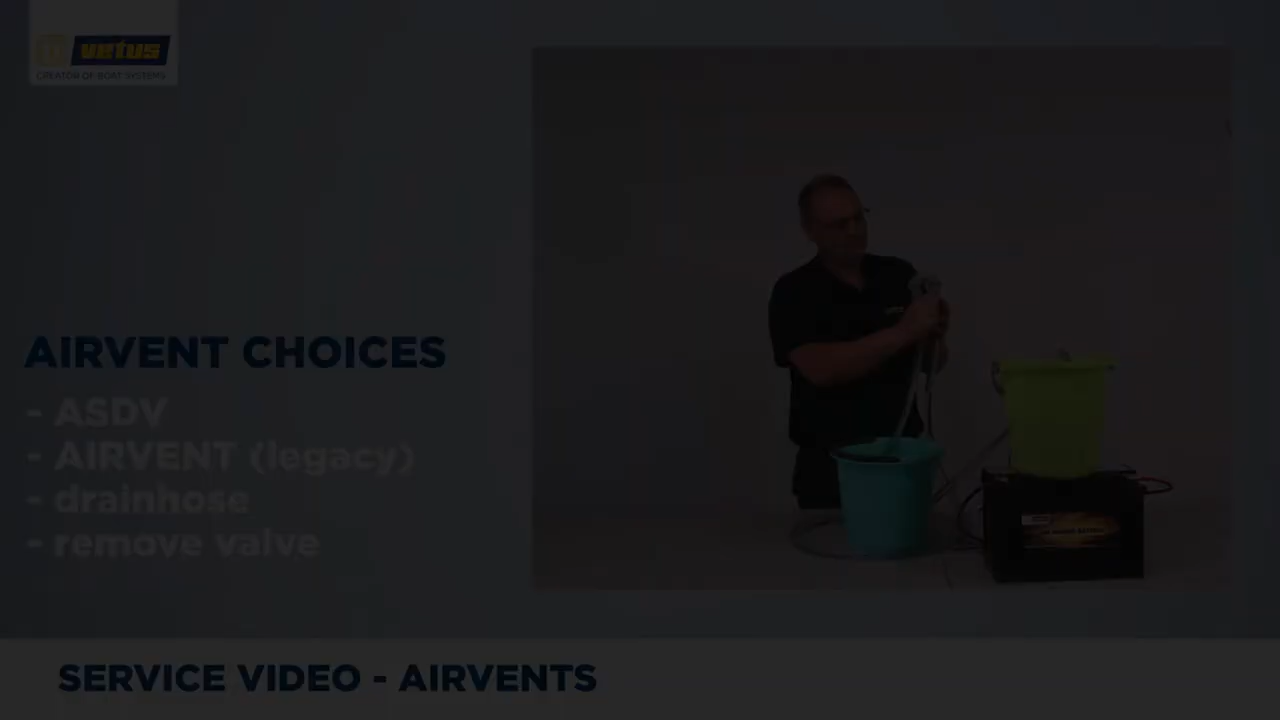 vetus
CREATOR OF BOAT SYSTEMS
AIRVENT CHOICES
- ASDV
- AIRVENT (legacy)
- drainhose
- remove valve
SERVICE VIDEO - AIRVENTS